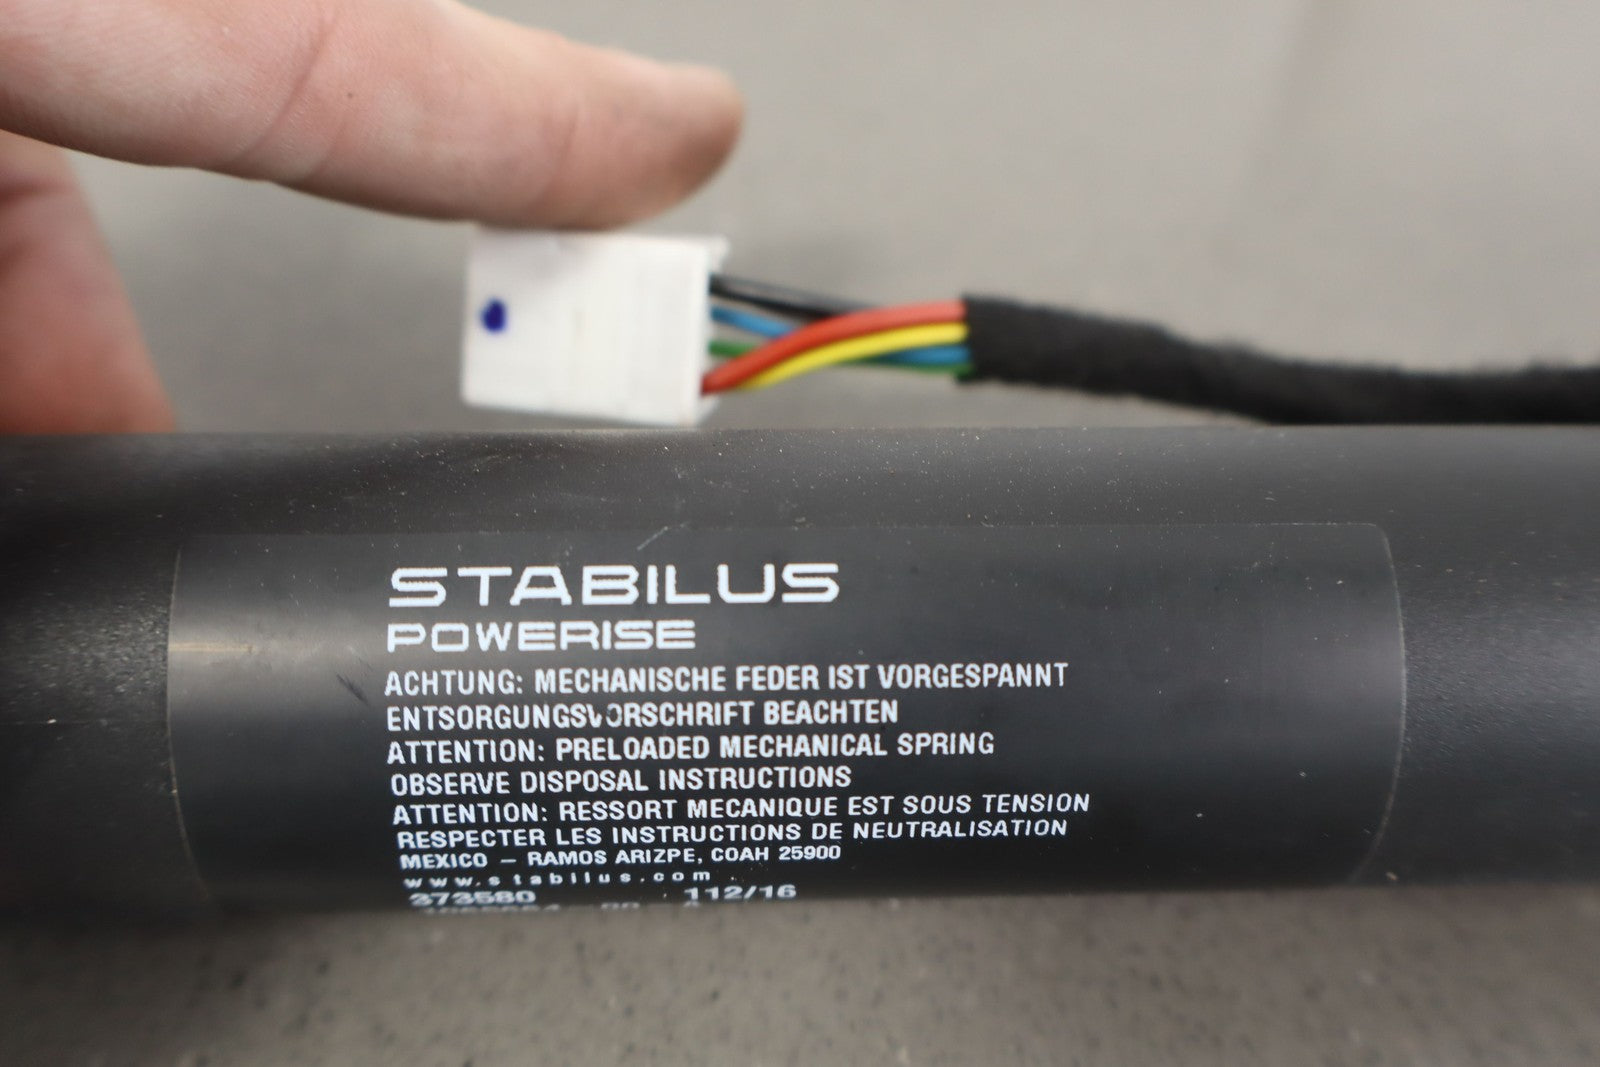 STABILUS
POWERISE
ACHTUNG: MECHANISCHE FEDER IST VORGESPANNT
ENTSORGUNGSVORSCHRIFT BEACHTEN
ATTENTION: PRELOADED MECHANICAL SPRING
OBSERVE DISPOSAL INSTRUCTIONS
ATTENTION: RESSORT MECANIQUE EST SOUS TENSION
RESPECTER LES INSTRUCTIONS DE NEUTRALISATION
MEXICO – RAMOS ARIZPE, COAH 25900
www.stabilus.com
373580 112/16